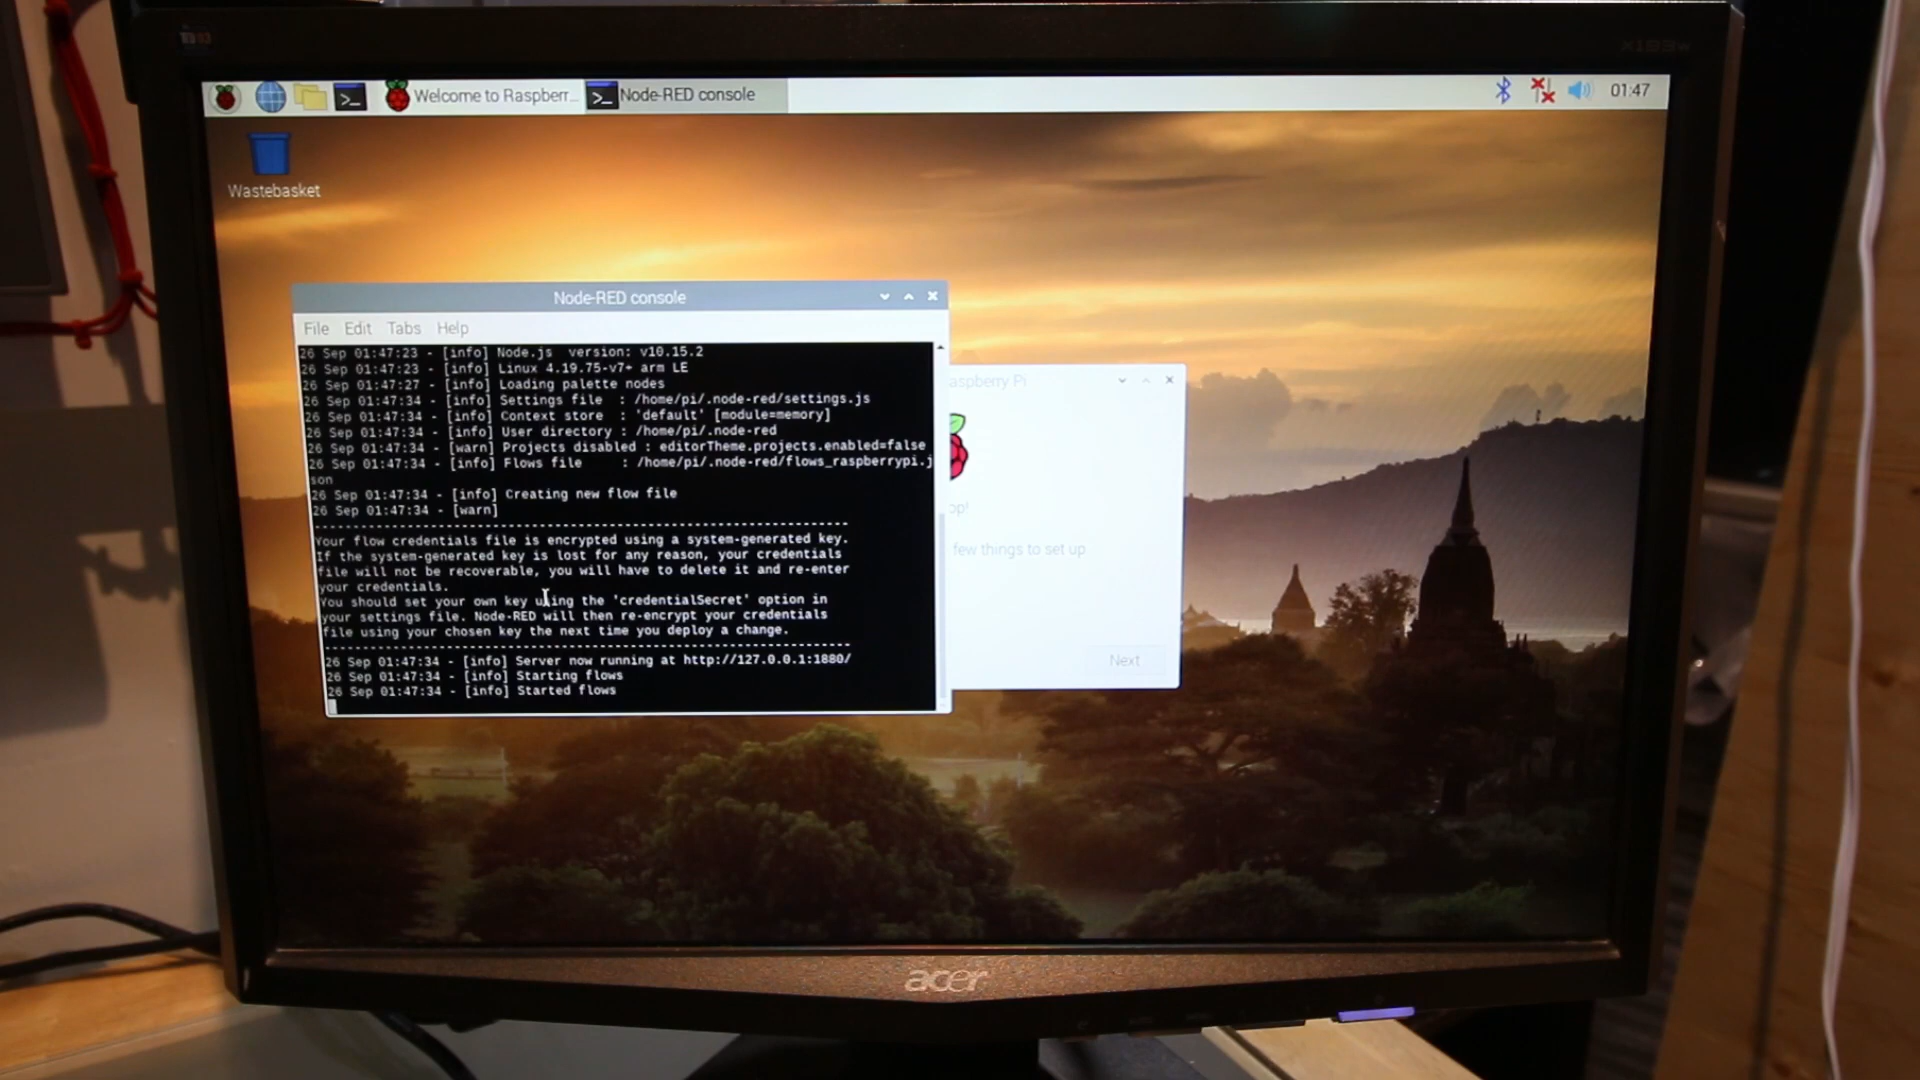 X193W
Welcome to Raspberr...
Node-RED console
01:47
Wastebasket
Node-RED console
File Edit Tabs Help
26 Sep 01:47:23 - [info] Node.js  version: v10.15.2
26 Sep 01:47:23 - [info] Linux 4.19.75-v7+ arm LE
26 Sep 01:47:27 - [info] Loading palette nodes
26 Sep 01:47:34 - [info] Settings file  : /home/pi/.node-red/settings.js
26 Sep 01:47:34 - [info] Context store  : 'default' [module=memory]
26 Sep 01:47:34 - [info] User directory : /home/pi/.node-red
26 Sep 01:47:34 - [warn] Projects disabled : editorTheme.projects.enabled=false
26 Sep 01:47:34 - [info] Flows file     : /home/pi/.node-red/flows_raspberrypi.j
son
26 Sep 01:47:34 - [info] Creating new flow file
26 Sep 01:47:34 - [warn]
---------------------------------------------------------------------
Your flow credentials file is encrypted using a system-generated key.
If the system-generated key is lost for any reason, your credentials
file will not be recoverable, you will have to delete it and re-enter
your credentials.
You should set your own key using the 'credentialSecret' option in
your settings file. Node-RED will then re-encrypt your credentials
file using your chosen key the next time you deploy a change.
---------------------------------------------------------------------
26 Sep 01:47:34 - [info] Server now running at http://127.0.0.1:1880/
26 Sep 01:47:34 - [info] Starting flows
26 Sep 01:47:34 - [info] Started flows
aspberry Pi
op!
few things to set up
Next
acer